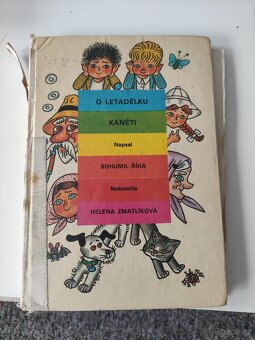 O LETADÉLKU
KÁNĚTI
Napsal
BOHUMIL ŘÍHA
Nakreslila
HELENA ZMATLÍKOVÁ